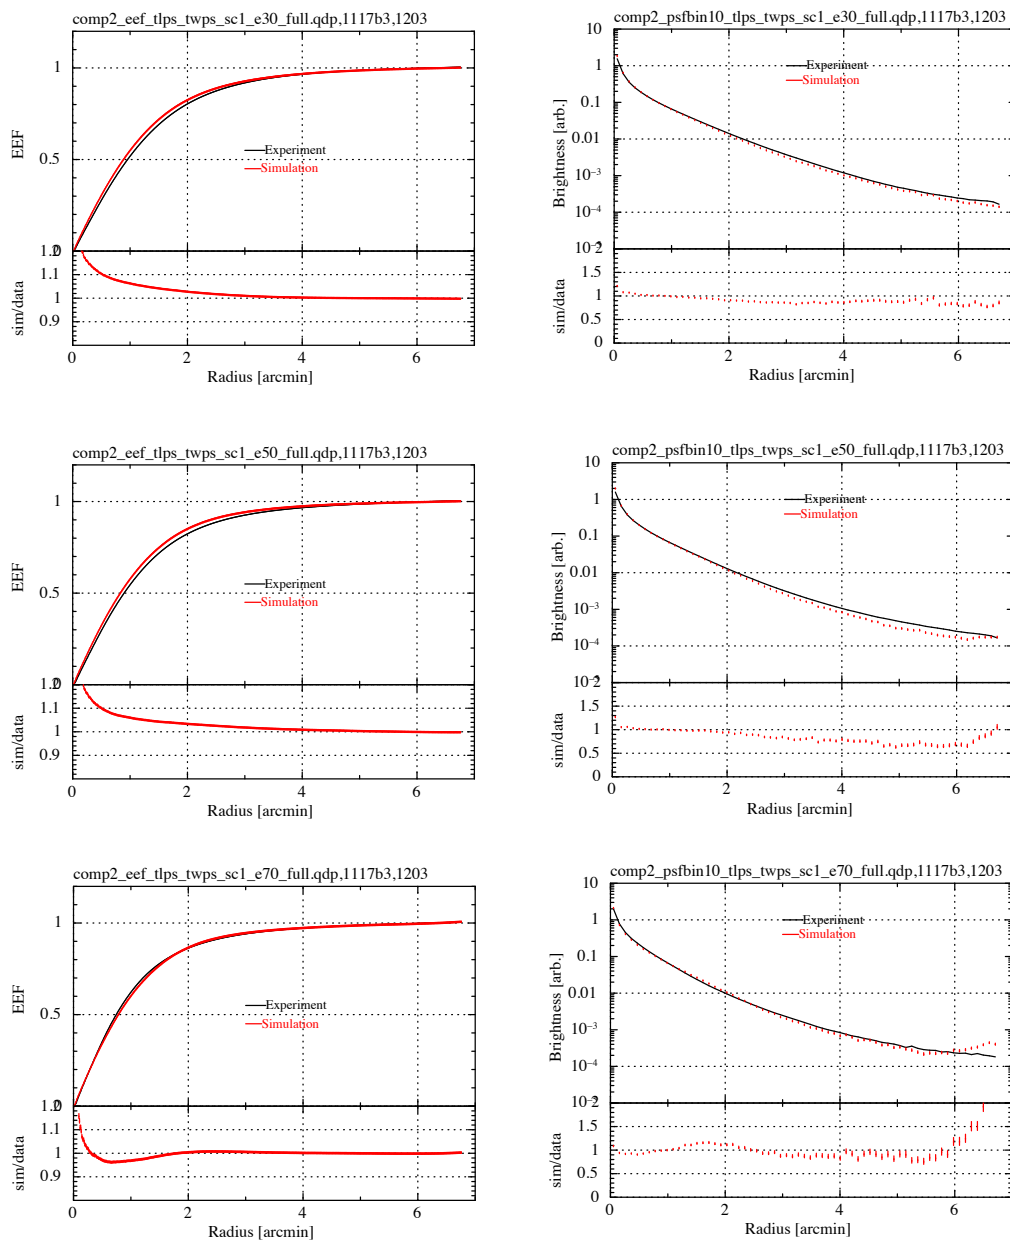 comp2_eef_tlps_twps_sc1_e30_full.qdp,1117b3,1203
EEF
1
0.5
0
Experiment
Simulation
sim/data
1.2
1.1
1
0.9
0 2 4 6
Radius [arcmin]
comp2_psfbin10_tlps_twps_sc1_e30_full.qdp,1117b3,1203
Brightness [arb.]
10
1
0.1
0.01
10−3
10−4
10−5
Experiment
Simulation
sim/data
2
1.5
1
0.5
0
0 2 4 6
Radius [arcmin]
comp2_eef_tlps_twps_sc1_e50_full.qdp,1117b3,1203
EEF
1
0.5
0
Experiment
Simulation
sim/data
1.2
1.1
1
0.9
0 2 4 6
Radius [arcmin]
comp2_psfbin10_tlps_twps_sc1_e50_full.qdp,1117b3,1203
Brightness [arb.]
10
1
0.1
0.01
10−3
10−4
10−5
Experiment
Simulation
sim/data
2
1.5
1
0.5
0
0 2 4 6
Radius [arcmin]
comp2_eef_tlps_twps_sc1_e70_full.qdp,1117b3,1203
EEF
1
0.5
0
Experiment
Simulation
sim/data
1.2
1.1
1
0.9
0 2 4 6
Radius [arcmin]
comp2_psfbin10_tlps_twps_sc1_e70_full.qdp,1117b3,1203
Brightness [arb.]
10
1
0.1
0.01
10−3
10−4
10−5
Experiment
Simulation
sim/data
2
1.5
1
0.5
0
0 2 4 6
Radius [arcmin]